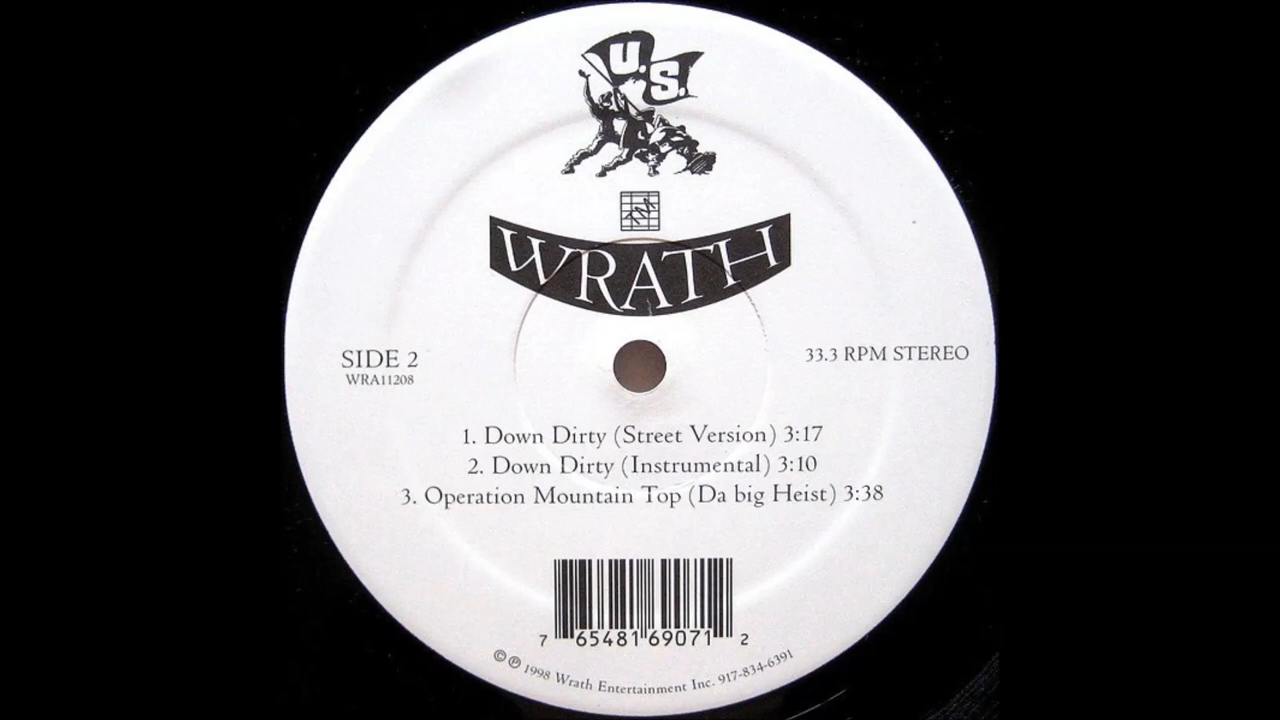 U.S.
TM
WRATH
SIDE 2
WRA11208
33.3 RPM STEREO
1. Down Dirty (Street Version) 3:17
2. Down Dirty (Instrumental) 3:10
3. Operation Mountain Top (Da big Heist) 3:38
7 65481 69071 2
© ℗ 1998 Wrath Entertainment Inc. 917-834-6391